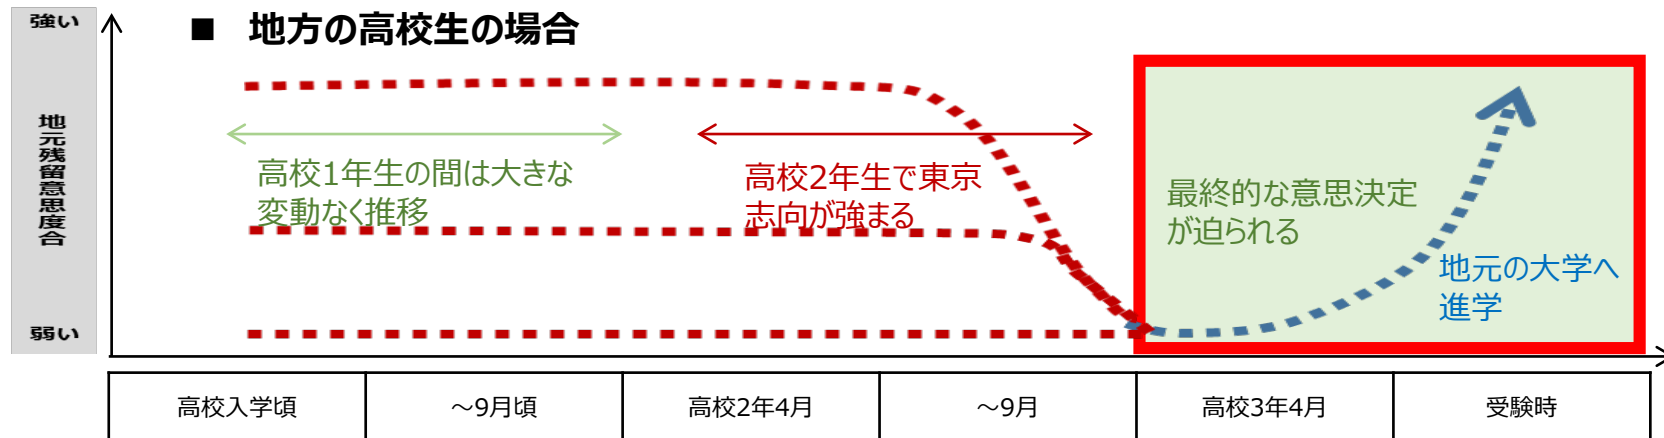 強い
■ 地方の高校生の場合
地元残留意思度合
高校1年生の間は大きな
変動なく推移
高校2年生で東京
志向が強まる
最終的な意思決定
が迫られる
地元の大学へ
進学
弱い
高校入学頃
～9月頃
高校2年4月
～9月
高校3年4月
受験時